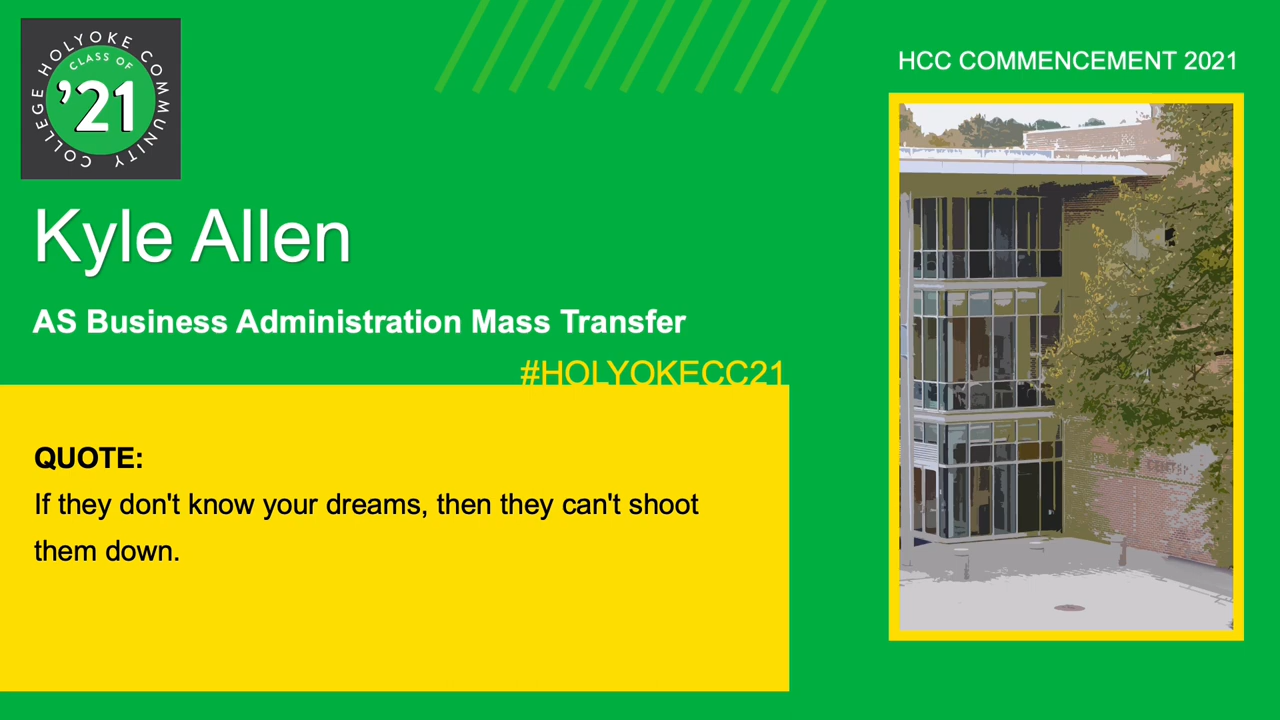 HOLYOKE COMMUNITY COLLEGE
CLASS OF
'21
HCC COMMENCEMENT 2021
Kyle Allen
AS Business Administration Mass Transfer
#HOLYOKECC21
QUOTE:
If they don't know your dreams, then they can't shoot
them down.